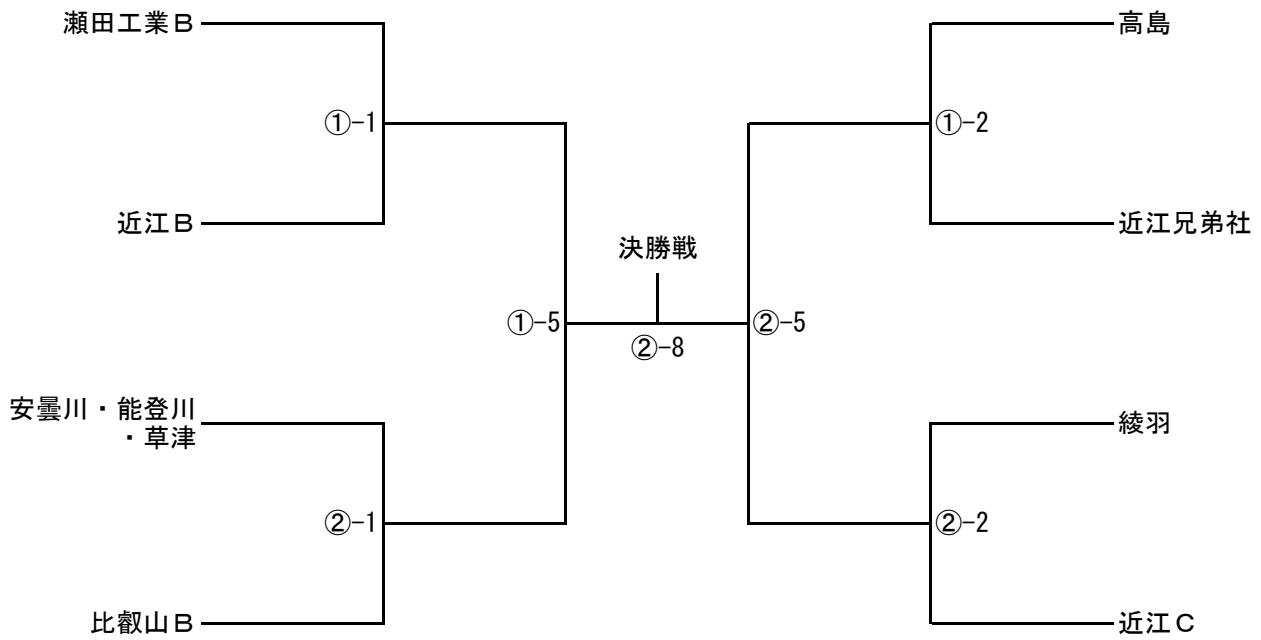 瀬田工業Ｂ
高島
①-1
①-2
近江Ｂ
近江兄弟社
決勝戦
①-5
②-5
②-8
安曇川・能登川
・草津
綾羽
②-1
②-2
比叡山Ｂ
近江Ｃ